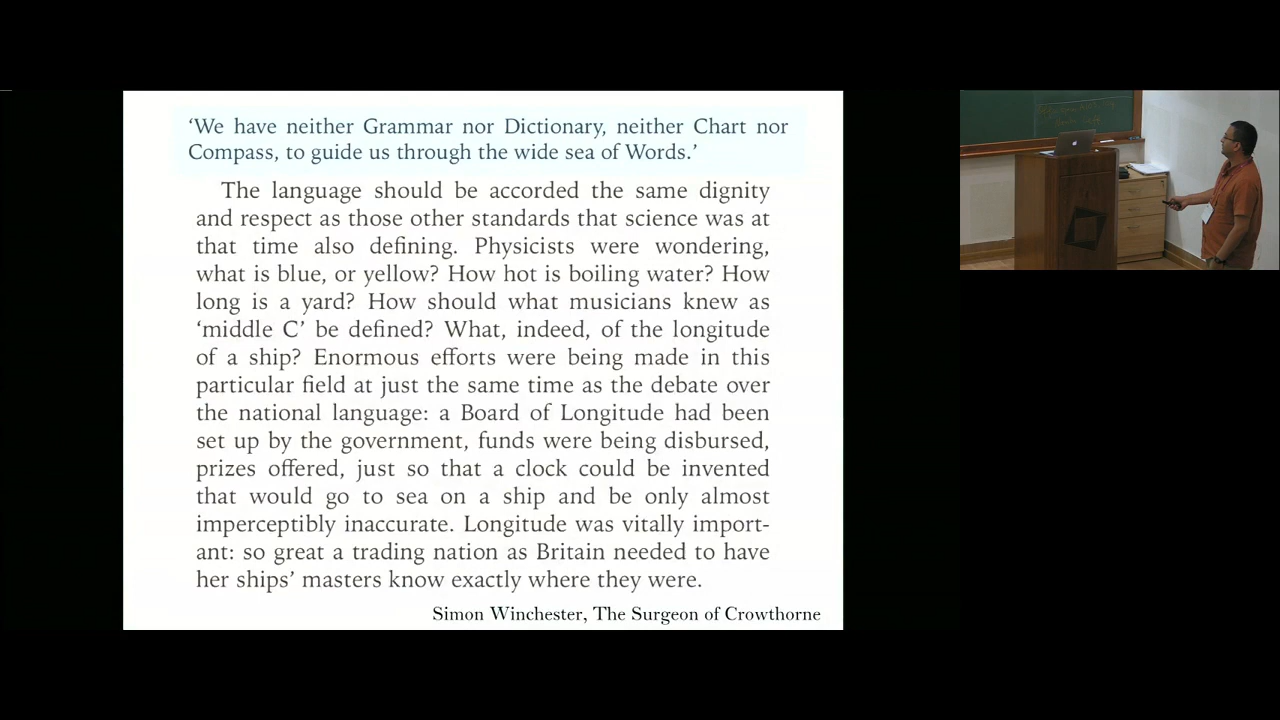 ‘We have neither Grammar nor Dictionary, neither Chart nor
Compass, to guide us through the wide sea of Words.’
The language should be accorded the same dignity
and respect as those other standards that science was at
that time also defining. Physicists were wondering,
what is blue, or yellow? How hot is boiling water? How
long is a yard? How should what musicians knew as
‘middle C’ be defined? What, indeed, of the longitude
of a ship? Enormous efforts were being made in this
particular field at just the same time as the debate over
the national language: a Board of Longitude had been
set up by the government, funds were being disbursed,
prizes offered, just so that a clock could be invented
that would go to sea on a ship and be only almost
imperceptibly inaccurate. Longitude was vitally import-
ant: so great a trading nation as Britain needed to have
her ships’ masters know exactly where they were.
Simon Winchester, The Surgeon of Crowthorne